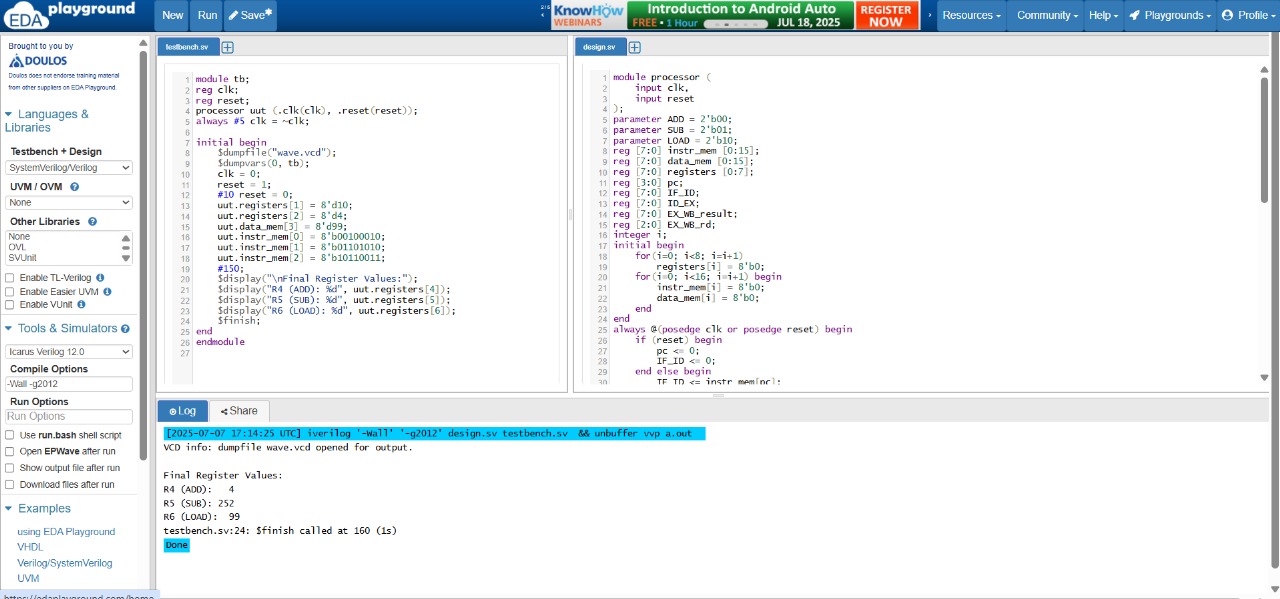 EDA playground
New
Run
Save*
KnowHow
WEBINARS
Introduction to Android Auto
FREE • 1 Hour
JUL 18, 2025
REGISTER
NOW
Resources
Community
Help
Playgrounds
Profile
Brought to you by
DOULOS
Doulos does not endorse training material
from other suppliers on EDA Playground.
Languages &
Libraries
Testbench + Design
SystemVerilog/Verilog
UVM / OVM
None
Other Libraries
None
OVL
SVUnit
Enable TL-Verilog
Enable Easier UVM
Enable VUnit
Tools & Simulators
Icarus Verilog 12.0
Compile Options
-Wall -g2012
Run Options
Run Options
Use run.bash shell script
Open EPWave after run
Show output file after run
Download files after run
Examples
using EDA Playground
VHDL
Verilog/SystemVerilog
UVM
https://edaplayground.com/home
testbench.sv
1 module tb;
2 reg clk;
3 reg reset;
4 processor uut (.clk(clk), .reset(reset));
5 always #5 clk = ~clk;
6
7 initial begin
8 $dumpfile("wave.vcd");
9 $dumpvars(0, tb);
10 clk = 0;
11 reset = 1;
12 #10 reset = 0;
13 uut.registers[1] = 8'd10;
14 uut.registers[2] = 8'd4;
15 uut.data_mem[3] = 8'd99;
16 uut.instr_mem[0] = 8'b00100010;
17 uut.instr_mem[1] = 8'b01101010;
18 uut.instr_mem[2] = 8'b10110011;
19 #150;
20 $display("\nFinal Register Values:");
21 $display("R4 (ADD): %d", uut.registers[4]);
22 $display("R5 (SUB): %d", uut.registers[5]);
23 $display("R6 (LOAD): %d", uut.registers[6]);
24 $finish;
25 end
26 endmodule
27
design.sv
1 module processor (
2 input clk,
3 input reset
4 );
5 parameter ADD = 2'b00;
6 parameter SUB = 2'b01;
7 parameter LOAD = 2'b10;
8 reg [7:0] instr_mem [0:15];
9 reg [7:0] data_mem [0:15];
10 reg [7:0] registers [0:7];
11 reg [3:0] pc;
12 reg [7:0] IF_ID;
13 reg [7:0] ID_EX;
14 reg [7:0] EX_WB_result;
15 reg [2:0] EX_WB_rd;
16 integer i;
17 initial begin
18 for(i=0; i<8; i=i+1)
19 registers[i] = 8'b0;
20 for(i=0; i<16; i=i+1) begin
21 instr_mem[i] = 8'b0;
22 data_mem[i] = 8'b0;
23 end
24 end
25 always @(posedge clk or posedge reset) begin
26 if (reset) begin
27 pc <= 0;
28 IF_ID <= 0;
29 end else begin
30 IF_ID <= instr_mem[pc];
Log
Share
[2025-07-07 17:14:25 UTC] iverilog '-Wall' '-g2012' design.sv testbench.sv && unbuffer vvp a.out
VCD info: dumpfile wave.vcd opened for output.
Final Register Values:
R4 (ADD): 4
R5 (SUB): 252
R6 (LOAD): 99
testbench.sv:24: $finish called at 160 (1s)
Done